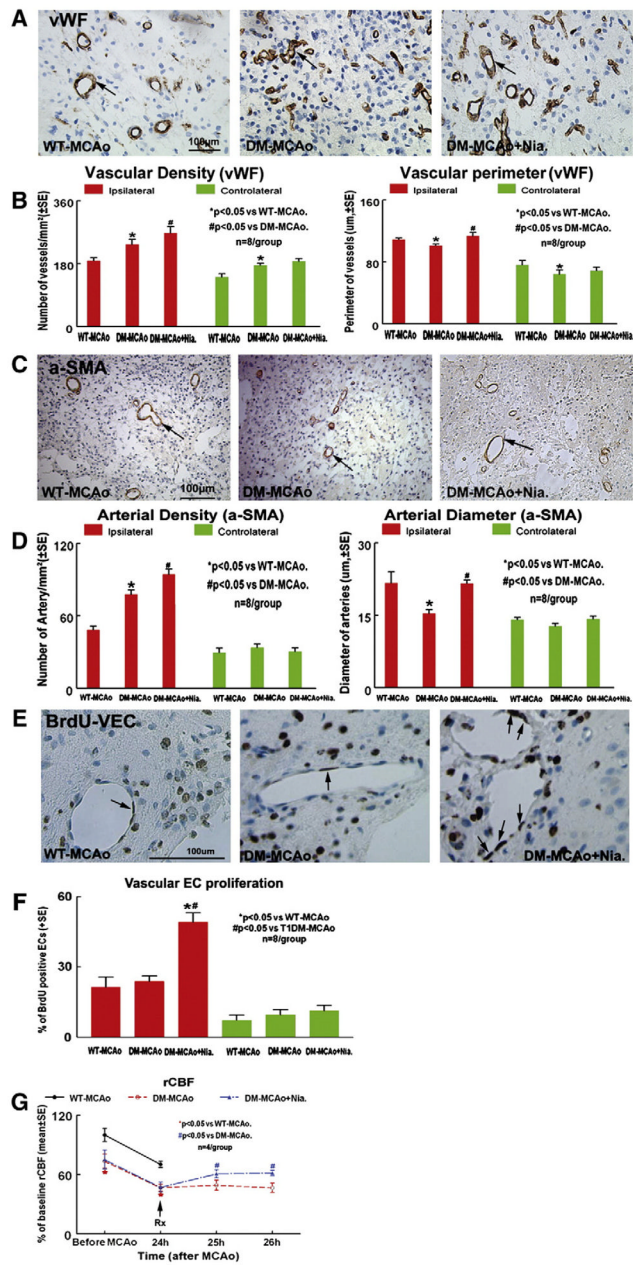 A
vWF
WT-MCAo
100μm
DM-MCAo
DM-MCAo+Nia.
Vascular Density (vWF)
Vascular perimeter (vWF)
B
Ipsilateral
Controlateral
Number of vessels/mm²(±SE)
360
180
0
*
#
*
*p<0.05 vs WT-MCAo.
#p<0.05 vs DM-MCAo.
n=8/group
WT-MCAo
DM-MCAo
DM-MCAo+Nia.
WT-MCAo
DM-MCAo
DM-MCAo+Nia.
Ipsilateral
Controlateral
Perimeter of vessels (um,±SE)
160
80
0
*
#
*
*p<0.05 vs WT-MCAo.
#p<0.05 vs DM-MCAo.
n=8/group
WT-MCAo
DM-MCAo
DM-MCAo+Nia.
WT-MCAo
DM-MCAo
DM-MCAo+Nia.
C
a-SMA
WT-MCAo
100μm
DM-MCAo
DM-MCAo+Nia.
Arterial Density (a-SMA)
Arterial Diameter (a-SMA)
D
Ipsilateral
Controlateral
Number of Artery/mm²(±SE)
120
60
0
*
#
*p<0.05 vs WT-MCAo.
#p<0.05 vs DM-MCAo.
n=8/group
WT-MCAo
DM-MCAo
DM-MCAo+Nia.
WT-MCAo
DM-MCAo
DM-MCAo+Nia.
Ipsilateral
Controlateral
Diameter of arteries (um,±SE)
30
15
0
*
#
*p<0.05 vs WT-MCAo.
#p<0.05 vs DM-MCAo.
n=8/group
WT-MCAo
DM-MCAo
DM-MCAo+Nia.
WT-MCAo
DM-MCAo
DM-MCAo+Nia.
E
BrdU-VEC
WT-MCAo
100um
DM-MCAo
DM-MCAo+Nia.
F
Vascular EC proliferation
% of BrdU positive ECs (+SE)
60
30
0
*#
*p<0.05 vs WT-MCAo
#p<0.05 vs T1DM-MCAo
n=8/group
WT-MCAo
DM-MCAo
DM-MCAo+Nia.
WT-MCAo
DM-MCAo
DM-MCAo+Nia.
rCBF
WT-MCAo
DM-MCAo
DM-MCAo+Nia.
G
% of baseline rCBF (mean±SE)
120
60
0
*p<0.05 vs WT-MCAo.
#p<0.05 vs DM-MCAo.
n=4/group
*
*
#
#
Rx
Before MCAo
24h
25h
26h
Time (after MCAo)